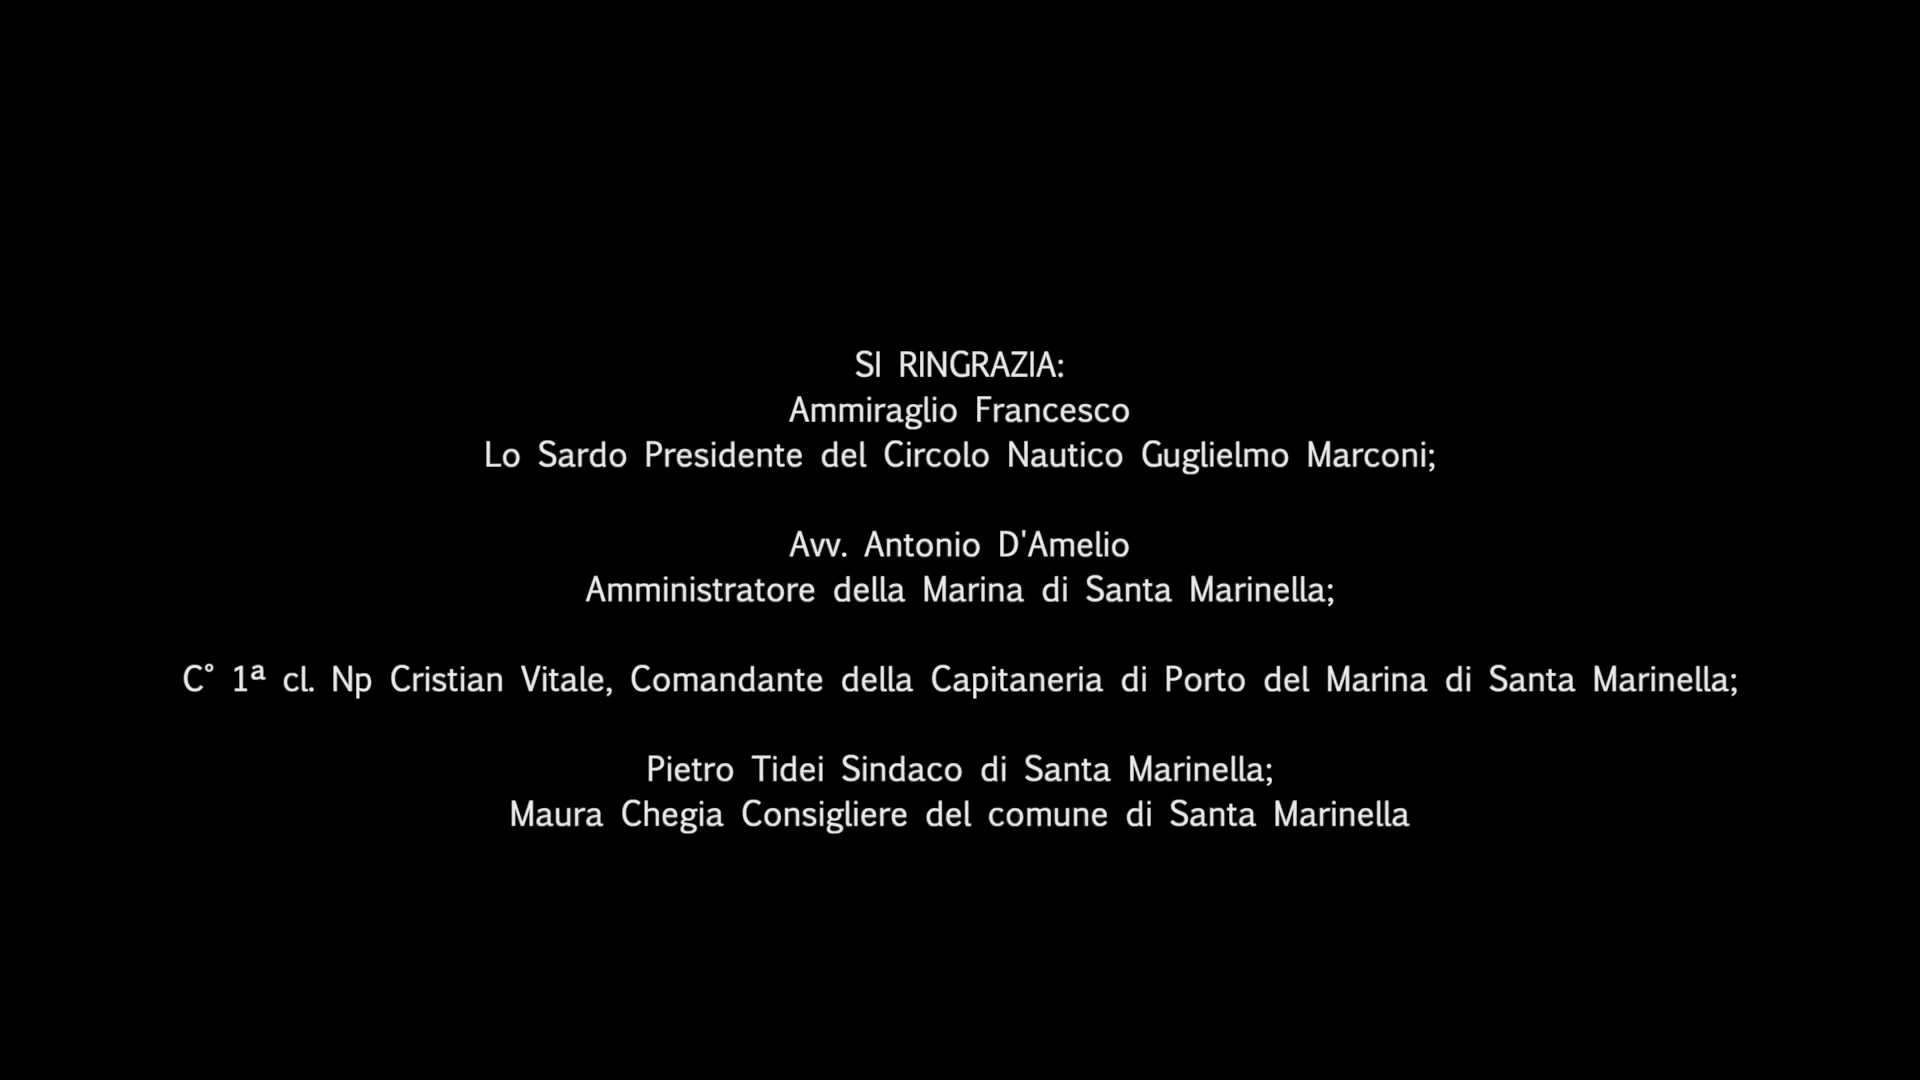 SI RINGRAZIA:
Ammiraglio Francesco
Lo Sardo Presidente del Circolo Nautico Guglielmo Marconi;
Avv. Antonio D'Amelio
Amministratore della Marina di Santa Marinella;
C° 1ª cl. Np Cristian Vitale, Comandante della Capitaneria di Porto del Marina di Santa Marinella;
Pietro Tidei Sindaco di Santa Marinella;
Maura Chegia Consigliere del comune di Santa Marinella